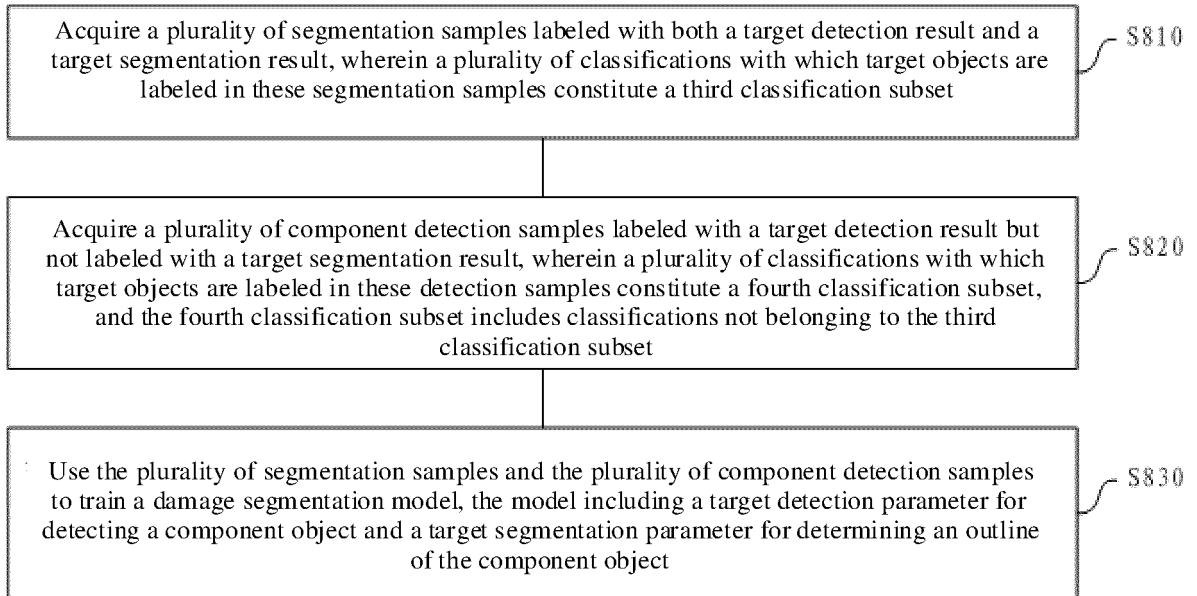 Acquire a plurality of segmentation samples labeled with both a target detection result and a
target segmentation result, wherein a plurality of classifications with which target objects are
labeled in these segmentation samples constitute a third classification subset
S810
Acquire a plurality of component detection samples labeled with a target detection result but
not labeled with a target segmentation result, wherein a plurality of classifications with which
target objects are labeled in these detection samples constitute a fourth classification subset,
and the fourth classification subset includes classifications not belonging to the third
classification subset
S820
Use the plurality of segmentation samples and the plurality of component detection samples
to train a damage segmentation model, the model including a target detection parameter for
detecting a component object and a target segmentation parameter for determining an outline
of the component object
S830